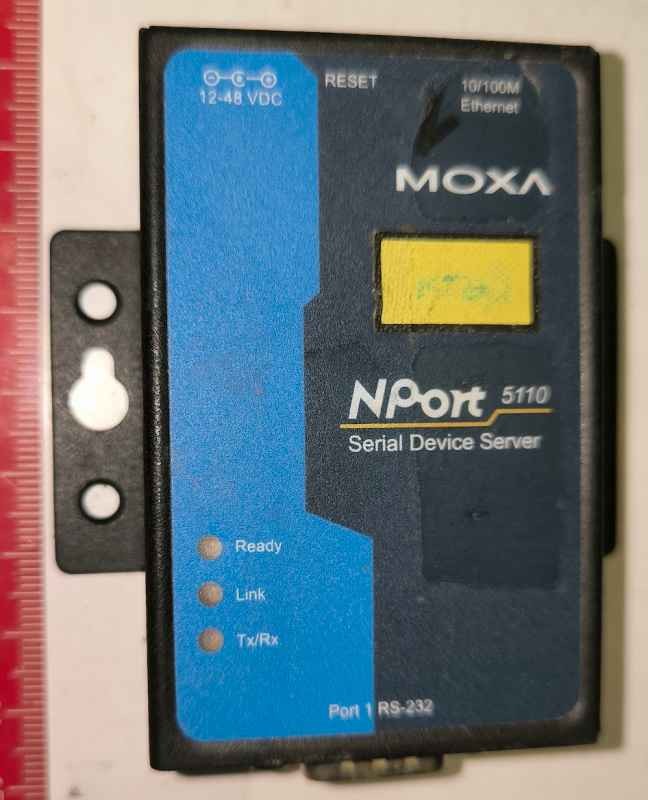 12-48 VDC
RESET
10/100M
Ethernet
MOXA
NPort 5110
Serial Device Server
Ready
Link
Tx/Rx
Port 1 RS-232